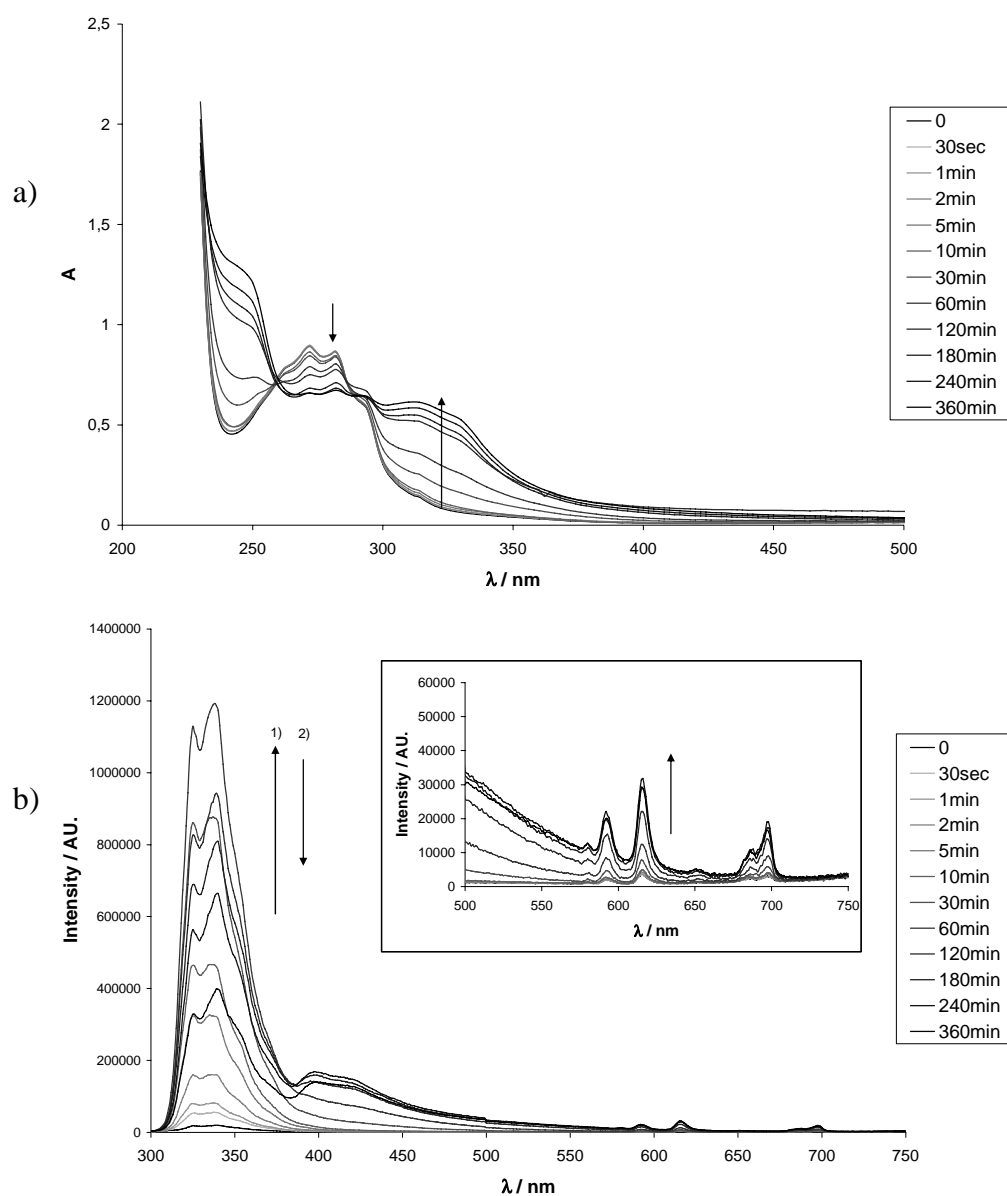 a)
2,5
2
1,5
1
0,5
0
A
200 250 300 350 400 450 500
λ / nm
0
30sec
1min
2min
5min
10min
30min
60min
120min
180min
240min
360min
b)
1400000
1200000
1000000
800000
600000
400000
200000
0
Intensity / AU.
300 350 400 450 500 550 600 650 700 750
λ / nm
1) 2)
60000
50000
40000
30000
20000
10000
0
Intensity / AU.
500 550 600 650 700 750
λ / nm
0
30sec
1min
2min
5min
10min
30min
60min
120min
180min
240min
360min